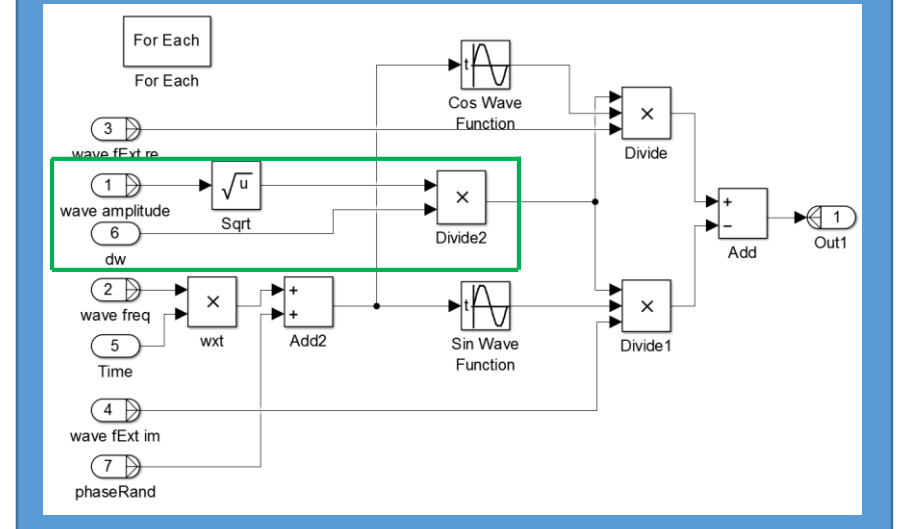 For Each
For Each
t
Cos Wave
Function
3
wave fExt re
×
Divide
1
wave amplitude
√u
Sqrt
×
Divide2
6
dw
+
−
Add
1
Out1
2
wave freq
×
wxt
+
+
Add2
t
Sin Wave
Function
×
Divide1
5
Time
4
wave fExt im
7
phaseRand